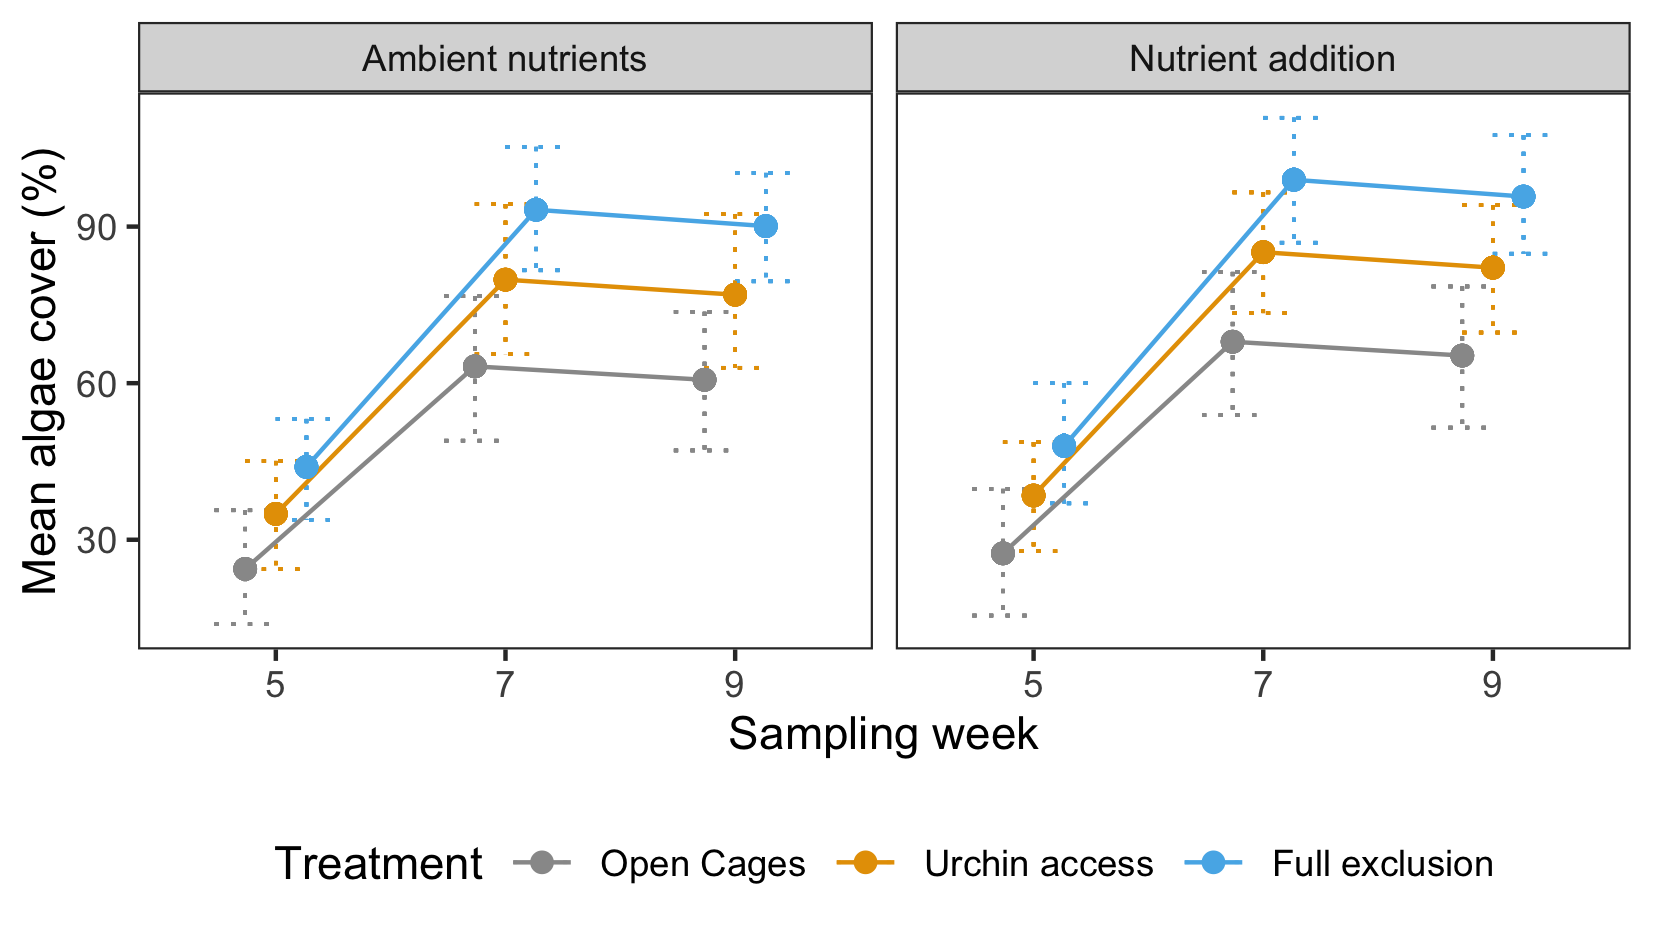 Ambient nutrients
Nutrient addition
Mean algae cover (%)
90
60
30
5 7 9
5 7 9
Sampling week
Treatment Open Cages Urchin access Full exclusion